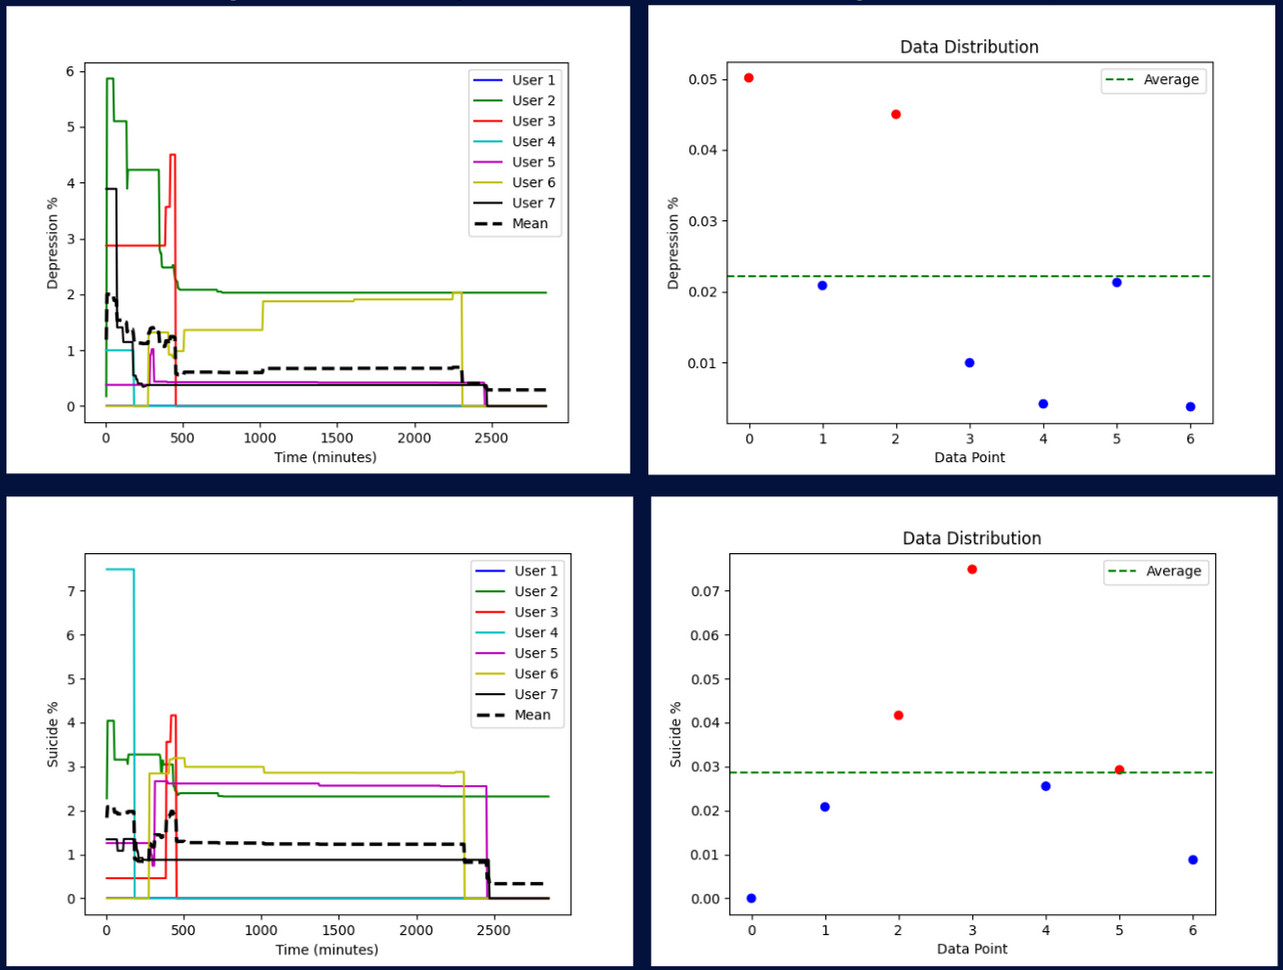 6
5
4
3
2
1
0
Depression %
0
500
1000
1500
2000
2500
Time (minutes)
User 1
User 2
User 3
User 4
User 5
User 6
User 7
Mean
Data Distribution
0.05
0.04
0.03
0.02
0.01
Depression %
0
1
2
3
4
5
6
Data Point
Average
7
6
5
4
3
2
1
0
Suicide %
0
500
1000
1500
2000
2500
Time (minutes)
User 1
User 2
User 3
User 4
User 5
User 6
User 7
Mean
Data Distribution
0.07
0.06
0.05
0.04
0.03
0.02
0.01
0.00
Suicide %
0
1
2
3
4
5
6
Data Point
Average